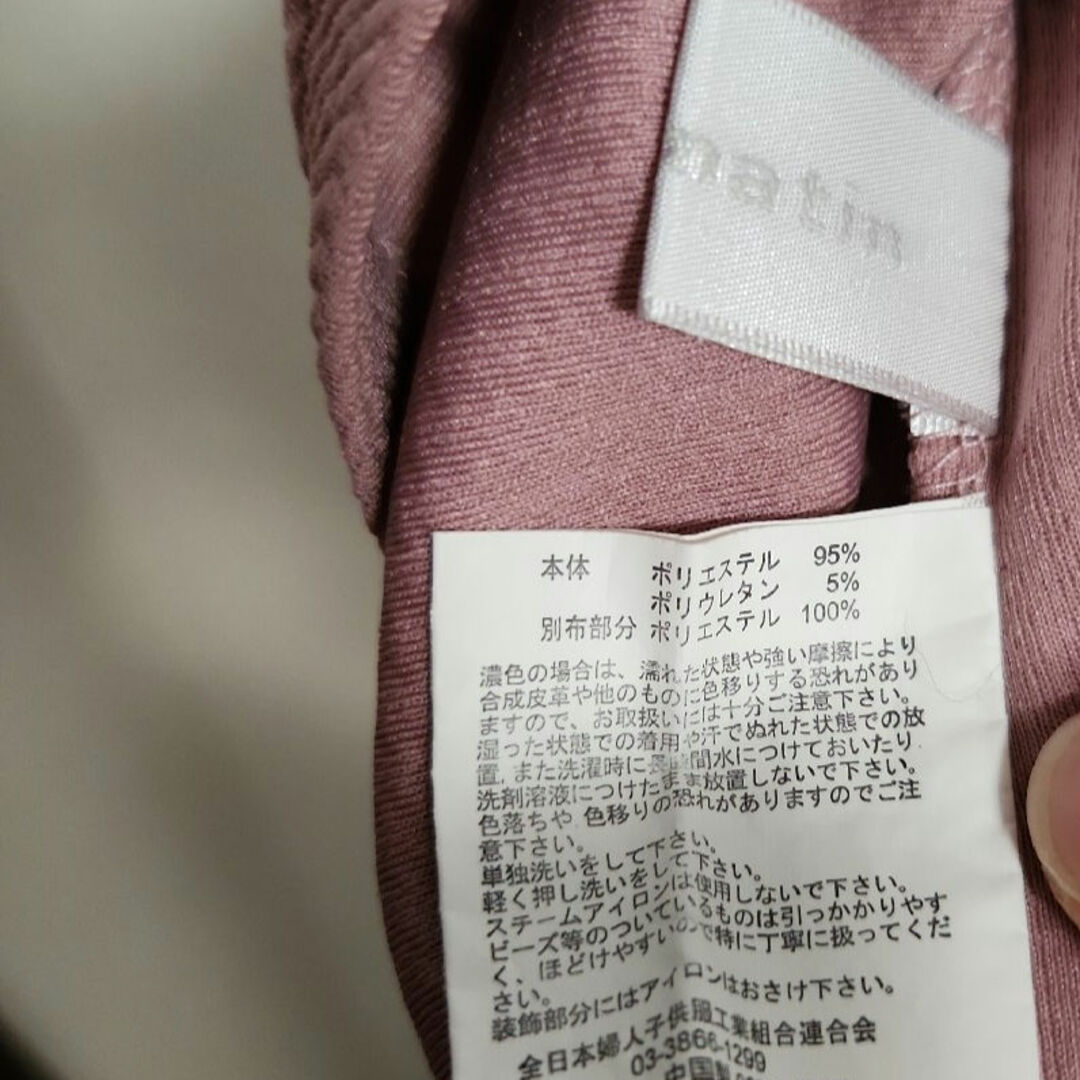 本体 ポリエステル 95%
ポリウレタン 5%
別布部分 ポリエステル 100%
濃色の場合は、濡れた状態や強い摩擦により
合成皮革や他のものに色移りする恐れがあり
ますので、お取扱いには十分ご注意下さい。
湿った状態での着用や汗でぬれた状態での放
置、また洗濯時に長時間水につけておいたり
洗剤溶液につけたまま放置しないで下さい。
色落ちや、色移りの恐れがありますのでご注
意下さい。
単独洗いをして下さい。
軽く押し洗いをして下さい。
スチームアイロンは使用しないで下さい。
ビーズ等のついているものは引っかかりやす
く、ほどけやすいので特に丁寧に扱ってくだ
さい。
装飾部分にはアイロンはおさけ下さい。
全日本婦人子供服工業組合連合会
03-3866-1299
中国製